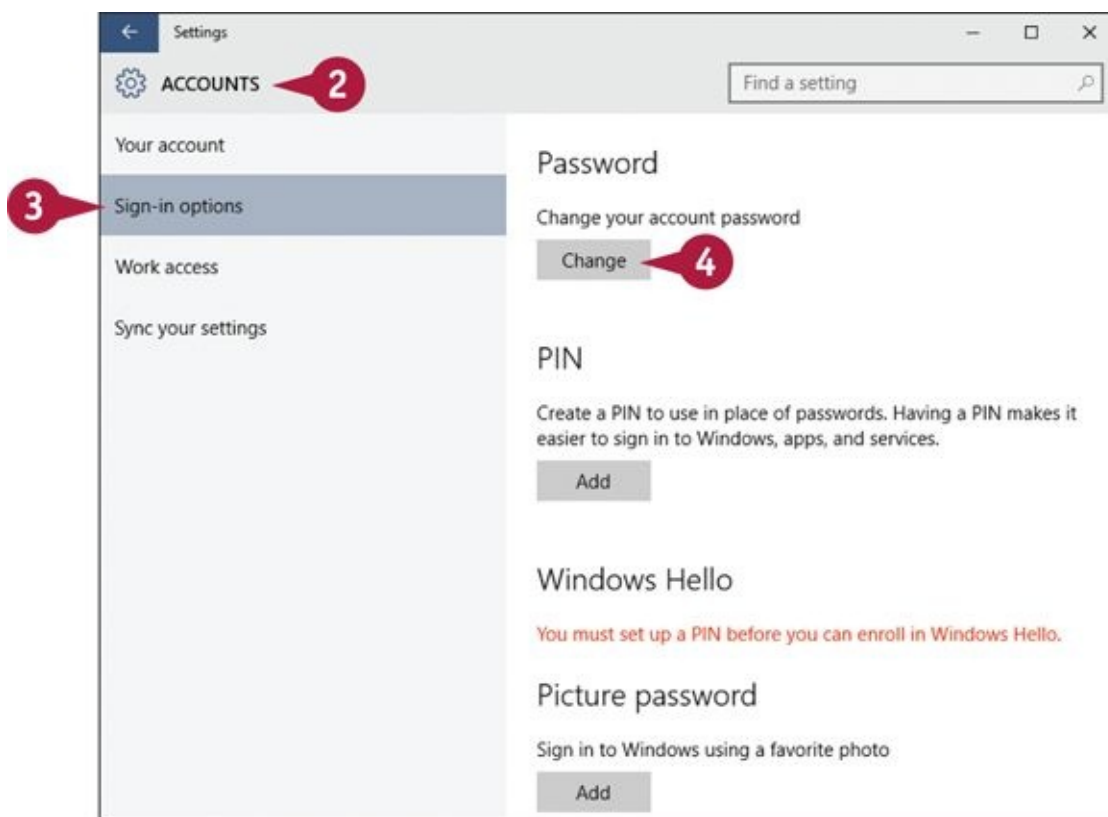 Settings
ACCOUNTS
2
Find a setting
Your account
3
Sign-in options
Work access
Sync your settings
Password
Change your account password
Change
4
PIN
Create a PIN to use in place of passwords. Having a PIN makes it
easier to sign in to Windows, apps, and services.
Add
Windows Hello
You must set up a PIN before you can enroll in Windows Hello.
Picture password
Sign in to Windows using a favorite photo
Add